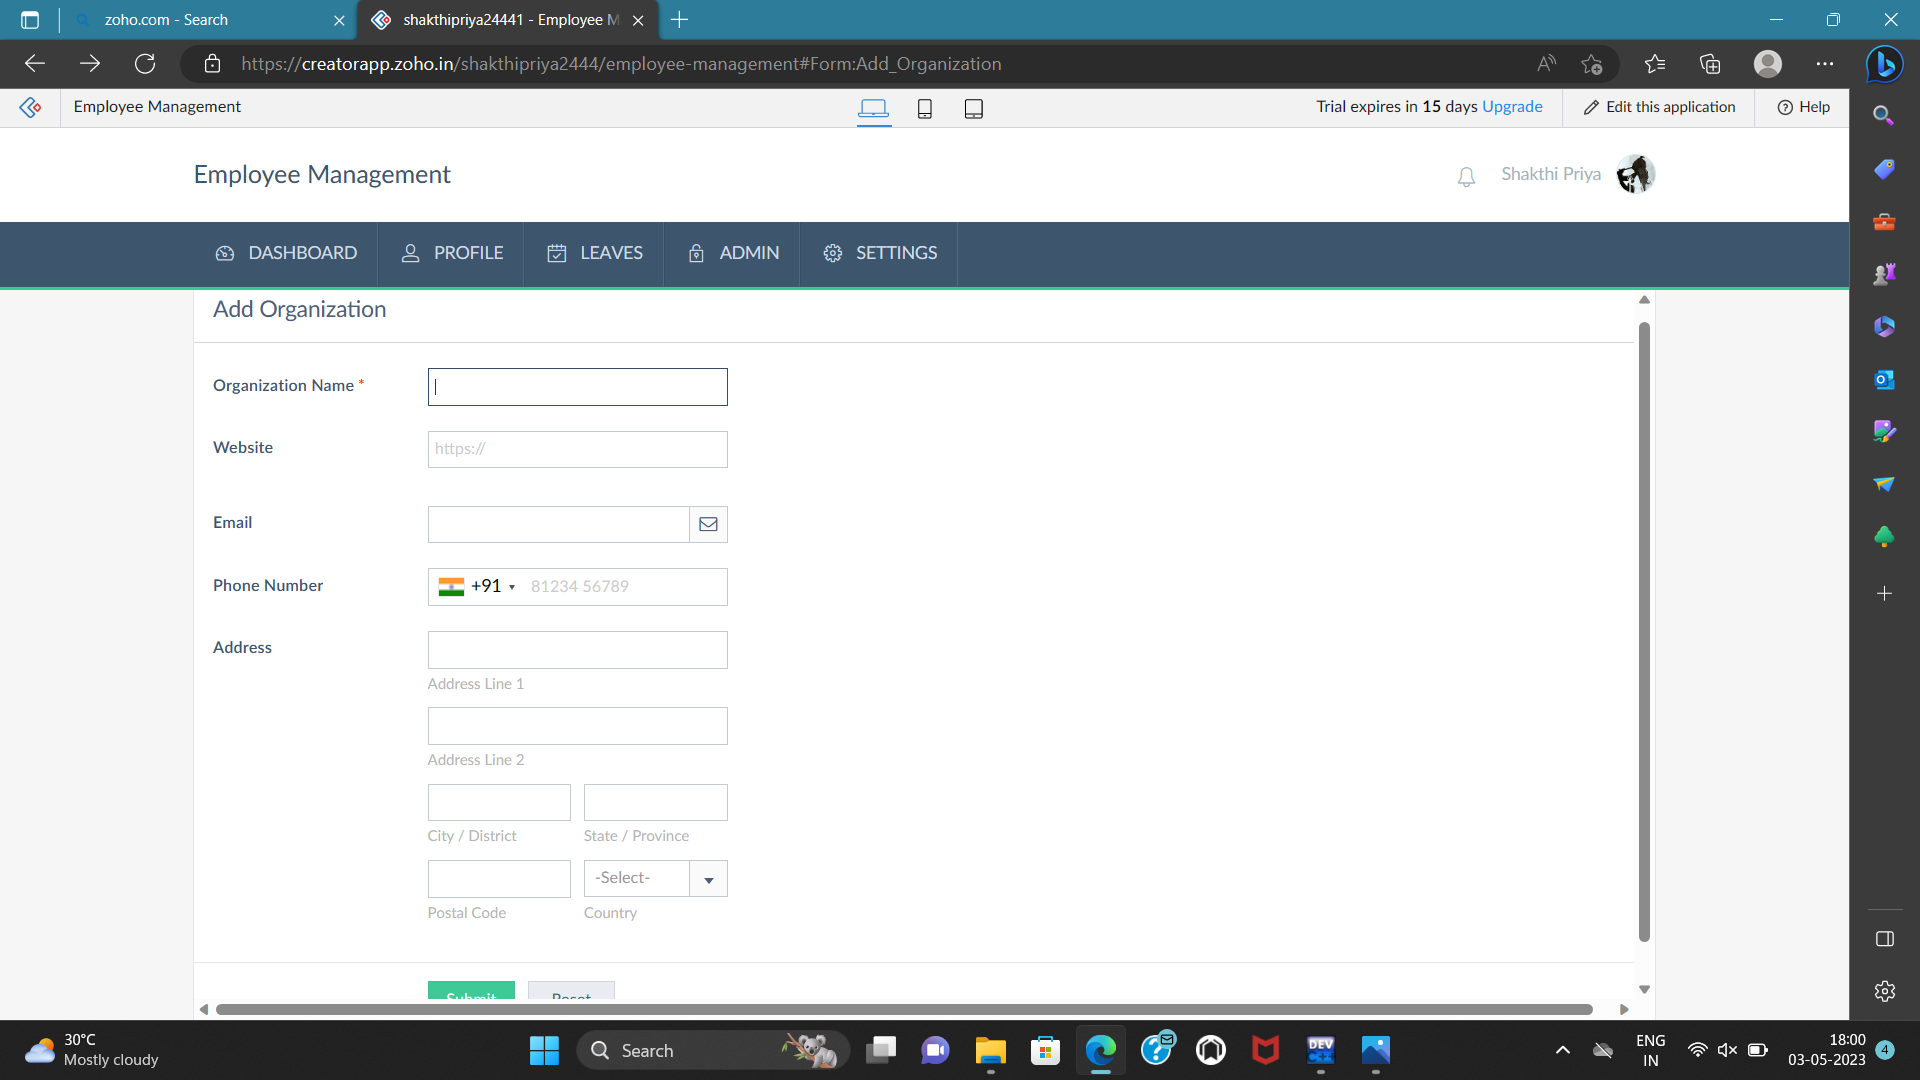 zoho.com - Search
shakthipriya24441 - Employee M
https://creatorapp.zoho.in/shakthipriya2444/employee-management#Form:Add_Organization
Employee Management
Trial expires in 15 days Upgrade
Edit this application
Help
Employee Management
Shakthi Priya
DASHBOARD
PROFILE
LEAVES
ADMIN
SETTINGS
Add Organization
Organization Name *
Website
https://
Email
Phone Number
+91
81234 56789
Address
Address Line 1
Address Line 2
City / District
State / Province
-Select-
Postal Code
Country
Submit
Reset
30°C
Mostly cloudy
Search
DEV
C++
ENG
IN
18:00
03-05-2023
4